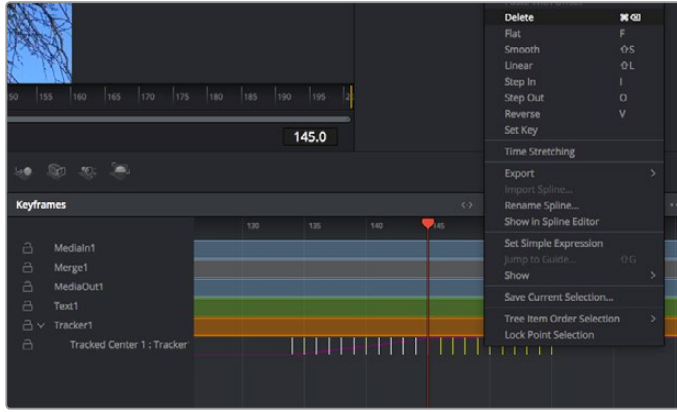 Delete ⌘⌫
Flat F
Smooth ⇧S
Linear ⇧L
Step In I
Step Out O
Reverse V
Set Key
Time Stretching
Export >
Import Spline...
Rename Spline...
Show in Spline Editor
Set Simple Expression
Jump to Guide... ⇧G
Show >
Save Current Selection...
Tree Item Order Selection >
Lock Point Selection
50 155 160 165 170 175 180 185 190 195
145.0
Keyframes
130 135 140 145
MediaIn1
Merge1
MediaOut1
Text1
Tracker1
Tracked Center 1 : Tracker